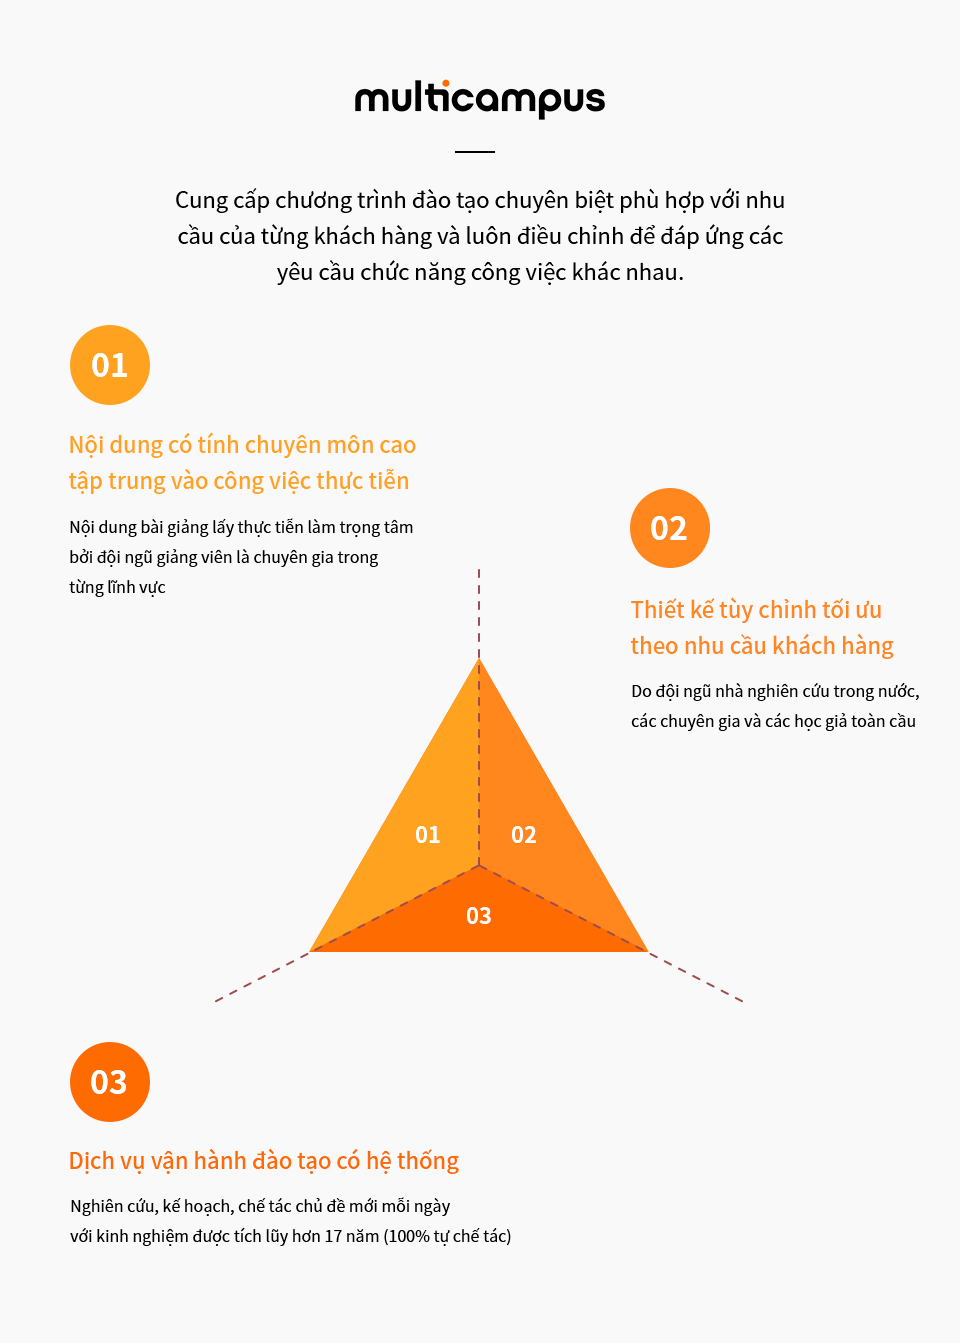 multicampus
Cung cấp chương trình đào tạo chuyên biệt phù hợp với nhu
cầu của từng khách hàng và luôn điều chỉnh để đáp ứng các
yêu cầu chức năng công việc khác nhau.
01
Nội dung có tính chuyên môn cao
tập trung vào công việc thực tiễn
Nội dung bài giảng lấy thực tiễn làm trọng tâm
bởi đội ngũ giảng viên là chuyên gia trong
từng lĩnh vực
02
Thiết kế tùy chỉnh tối ưu
theo nhu cầu khách hàng
Do đội ngũ nhà nghiên cứu trong nước,
các chuyên gia và các học giả toàn cầu
01
02
03
03
Dịch vụ vận hành đào tạo có hệ thống
Nghiên cứu, kế hoạch, chế tác chủ đề mới mỗi ngày
với kinh nghiệm được tích lũy hơn 17 năm (100% tự chế tác)